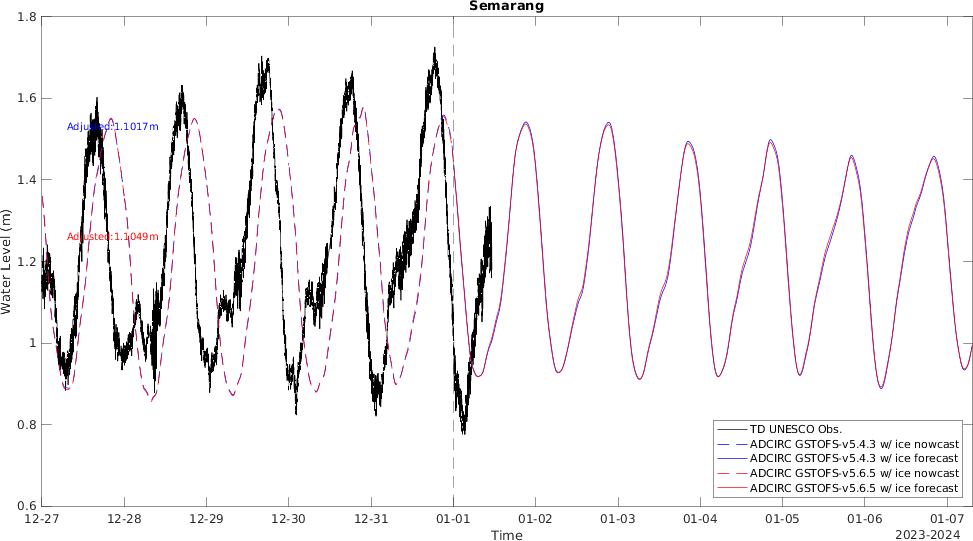 Semarang
1.8
1.6
1.4
1.2
1
0.8
0.6
Water Level (m)
Adjusted:1.1017m
Adjusted:1.1049m
TD UNESCO Obs.
ADCIRC GSTOFS-v5.4.3 w/ ice nowcast
ADCIRC GSTOFS-v5.4.3 w/ ice forecast
ADCIRC GSTOFS-v5.6.5 w/ ice nowcast
ADCIRC GSTOFS-v5.6.5 w/ ice forecast
12-27 12-28 12-29 12-30 12-31 01-01 01-02 01-03 01-04 01-05 01-06 01-07
Time
2023-2024